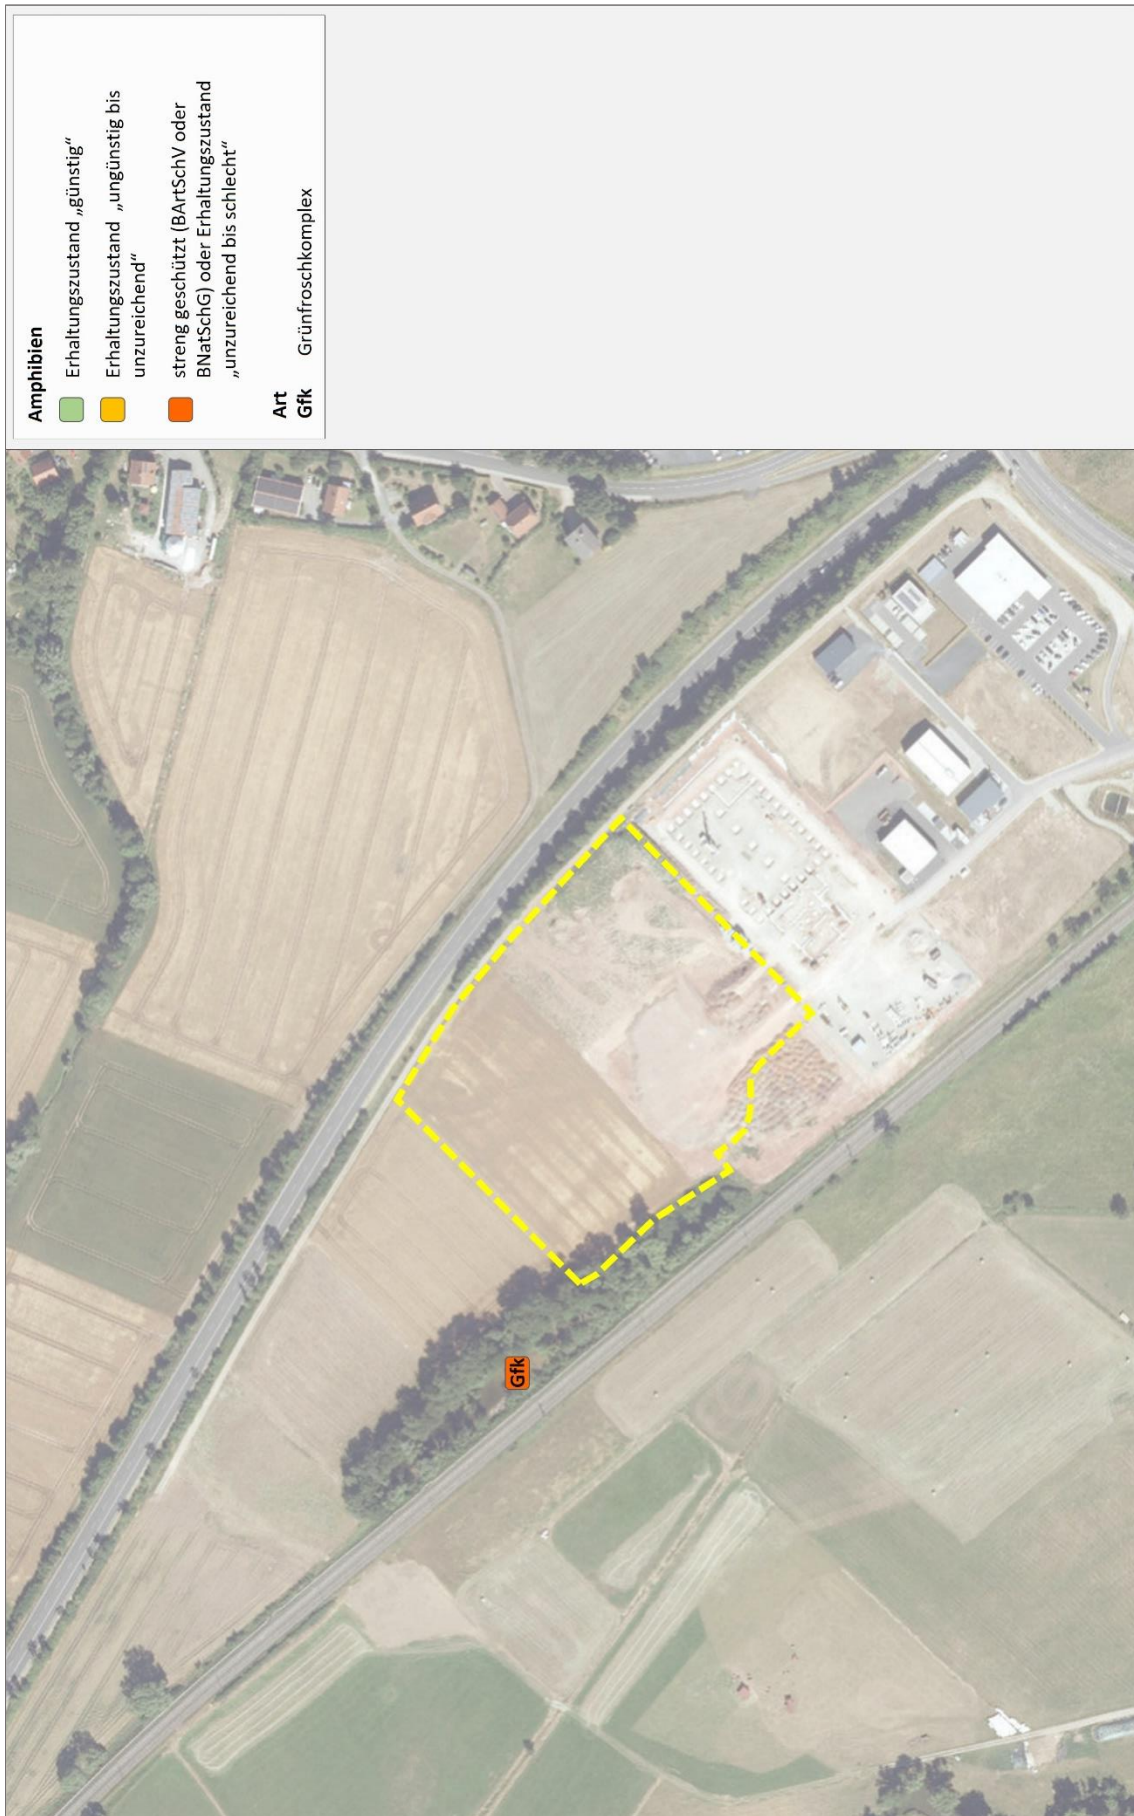 Amphibien
Erhaltungszustand „günstig“
Erhaltungszustand „ungünstig bis
unzureichend“
streng geschützt (BArtSchV oder
BNatSchG) oder Erhaltungszustand
„unzureichend bis schlecht“
Art
Gfk Grünfroschkomplex
Gfk